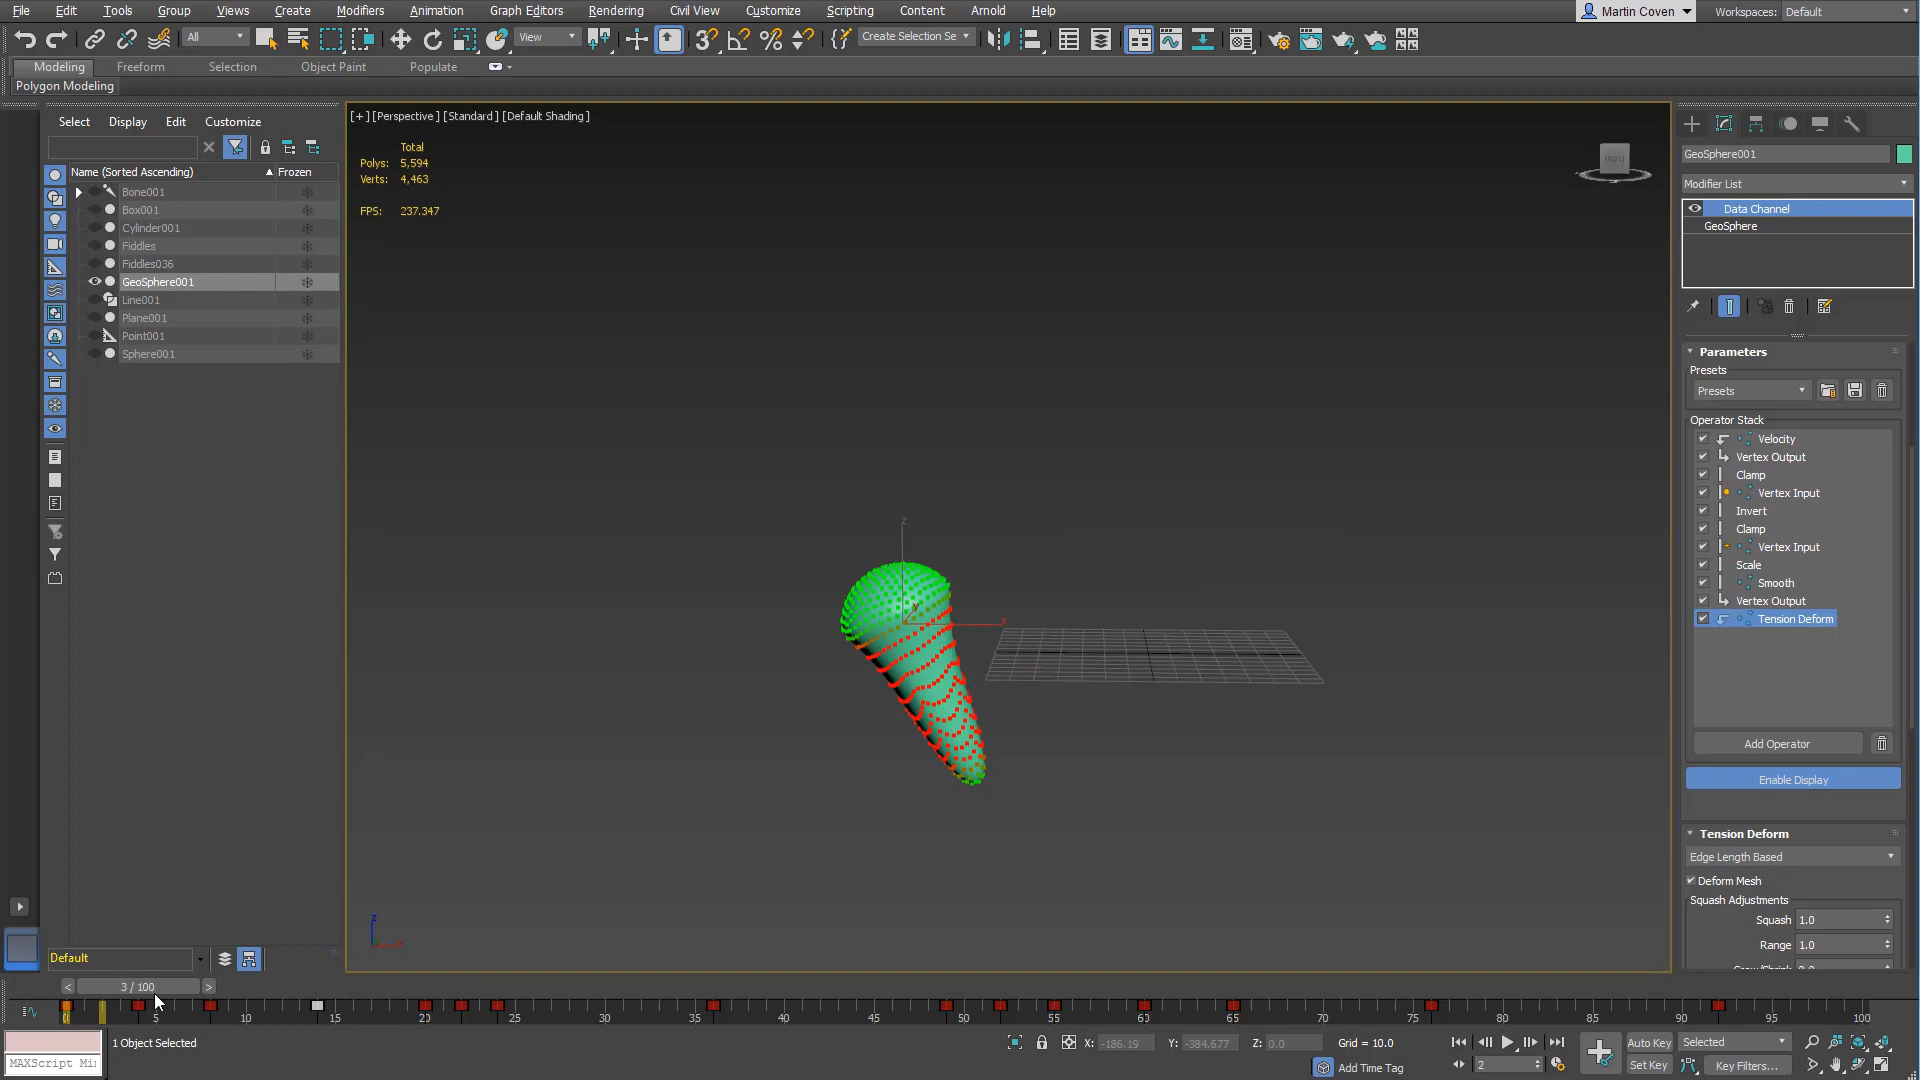 File Edit Tools Group Views Create Modifiers Animation Graph Editors Rendering Civil View Customize Scripting Content Arnold Help Martin Coven Workspaces: Default
All View Create Selection Se
Modeling Freeform Selection Object Paint Populate
Polygon Modeling
Select Display Edit Customize
Name (Sorted Ascending) Frozen
Bone001
Box001
Cylinder001
Fiddles
Fiddles036
GeoSphere001
Line001
Plane001
Point001
Sphere001
Default
[+] [Perspective] [Standard] [Default Shading]
Total
Polys: 5,594
Verts: 4,463
FPS: 237.347
FRONT
z
y
x
z
GeoSphere001
Modifier List
Data Channel
GeoSphere
Parameters
Presets
Presets
Operator Stack
Velocity
Vertex Output
Clamp
Vertex Input
Invert
Clamp
Vertex Input
Scale
Smooth
Vertex Output
Tension Deform
Add Operator
Enable Display
Tension Deform
Edge Length Based
Deform Mesh
Squash Adjustments
Squash 1.0
Range 1.0
< 3 / 100 >
0 5 10 15 20 25 30 35 40 45 50 55 60 65 70 75 80 85 90 95 100
MAXScript Mi
1 Object Selected
X: -186.19 Y: -384.677 Z: 0.0 Grid = 10.0
Add Time Tag
2
Auto Key Selected
Set Key Key Filters...